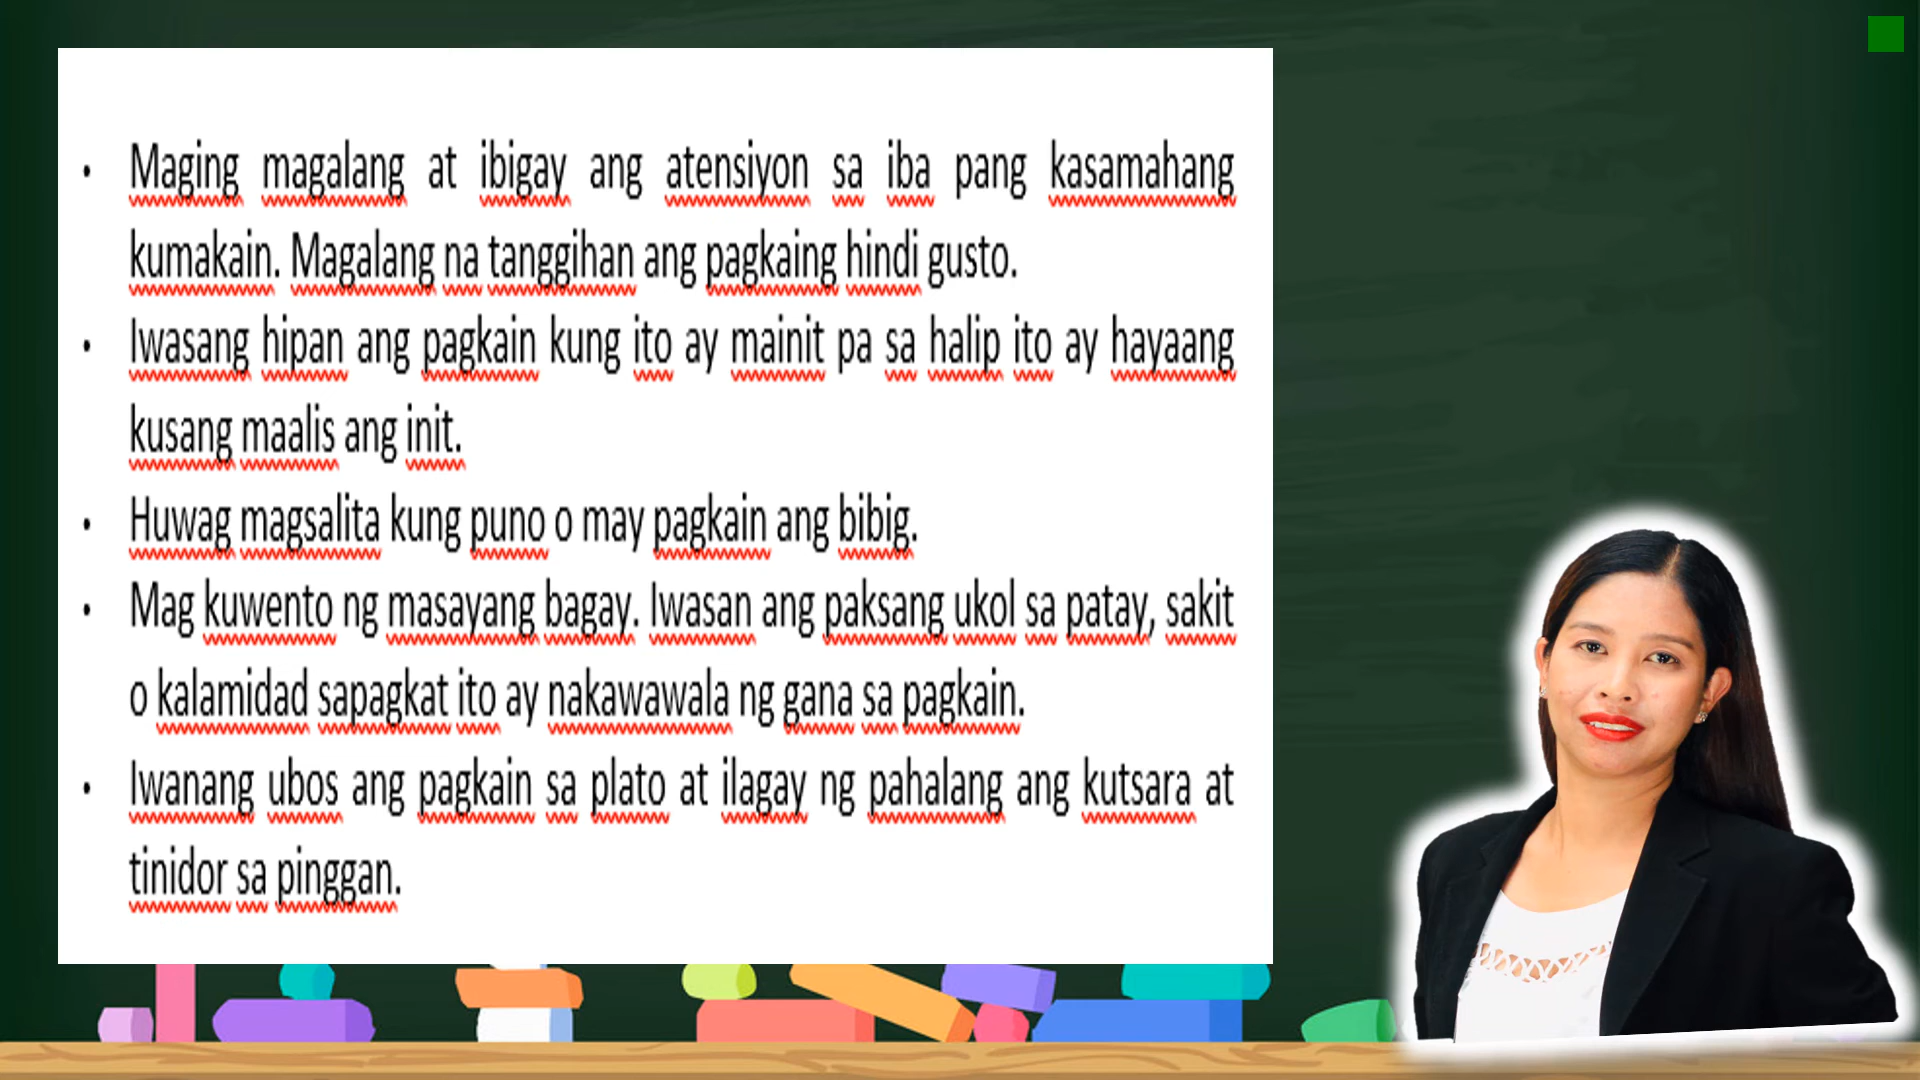 • Maging magalang at ibigay ang atensiyon sa iba pang kasamahang
kumakain. Magalang na tanggihan ang pagkaing hindi gusto.
• Iwasang hipan ang pagkain kung ito ay mainit pa sa halip ito ay hayaang
kusang maalis ang init.
• Huwag magsalita kung puno o may pagkain ang bibig.
• Mag kuwento ng masayang bagay. Iwasan ang paksang ukol sa patay, sakit
o kalamidad sapagkat ito ay nakawawala ng gana sa pagkain.
• Iwanang ubos ang pagkain sa plato at ilagay ng pahalang ang kutsara at
tinidor sa pinggan.